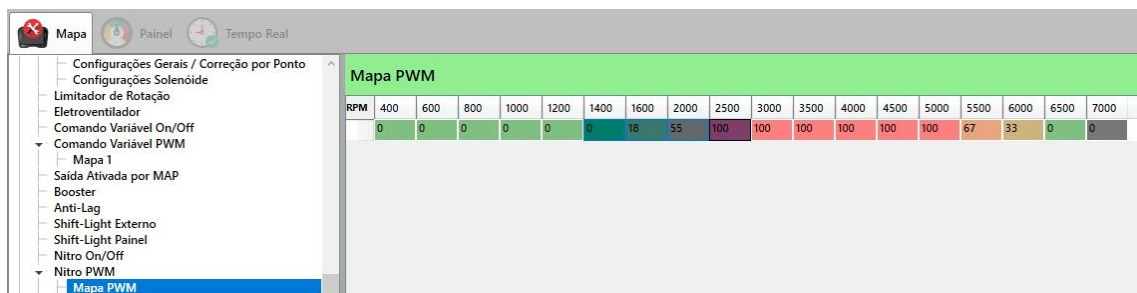 Mapa Painel Tempo Real
Configurações Gerais / Correção por Ponto
Configurações Solenóide
Limitador de Rotação
Eletroventilador
Comando Variável On/Off
Comando Variável PWM
Mapa 1
Saída Ativada por MAP
Booster
Anti-Lag
Shift-Light Externo
Shift-Light Painel
Nitro On/Off
Nitro PWM
Mapa PWM
Mapa PWM
RPM 400 600 800 1000 1200 1400 1600 2000 2500 3000 3500 4000 4500 5000 5500 6000 6500 7000
0 0 0 0 0 0 18 55 100 100 100 100 100 100 67 33 0 0